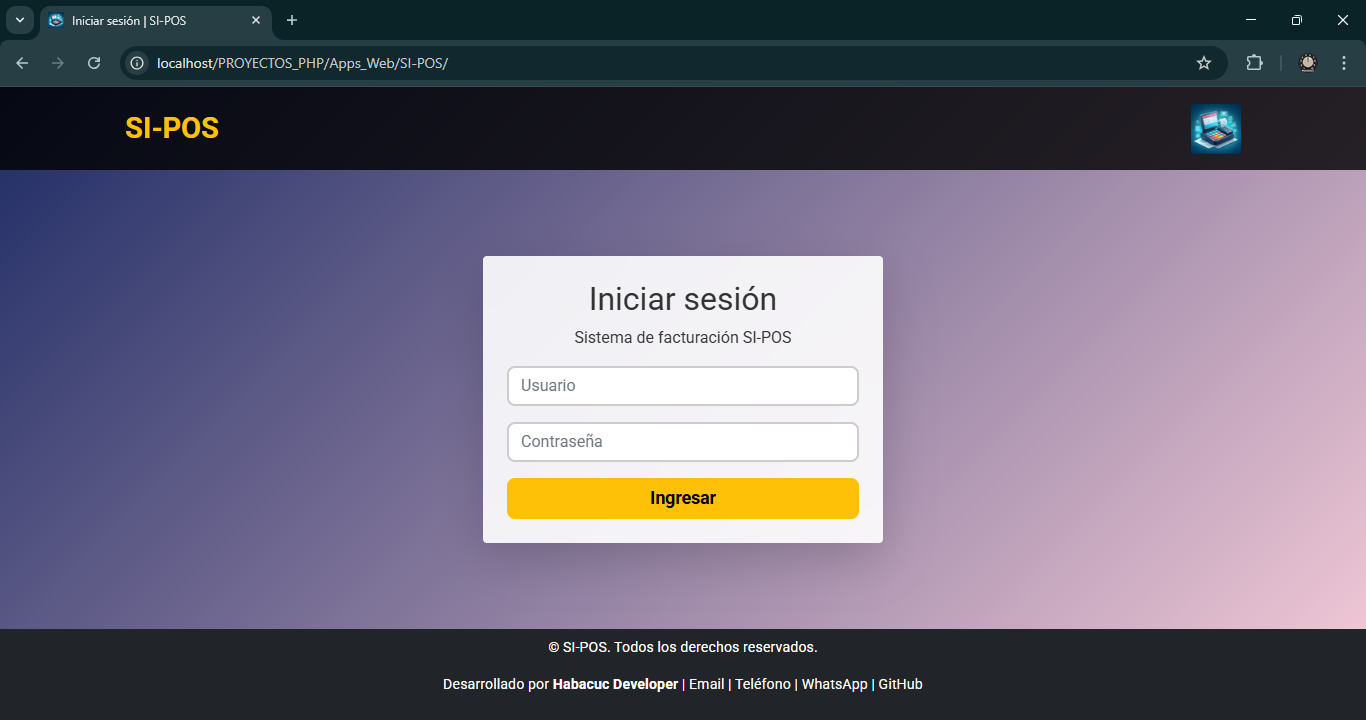 Iniciar sesión | SI-POS
localhost/PROYECTOS_PHP/Apps_Web/SI-POS/
SI-POS
Iniciar sesión
Sistema de facturación SI-POS
Usuario
Contraseña
Ingresar
© SI-POS. Todos los derechos reservados.
Desarrollado por Habacuc Developer | Email | Teléfono | WhatsApp | GitHub